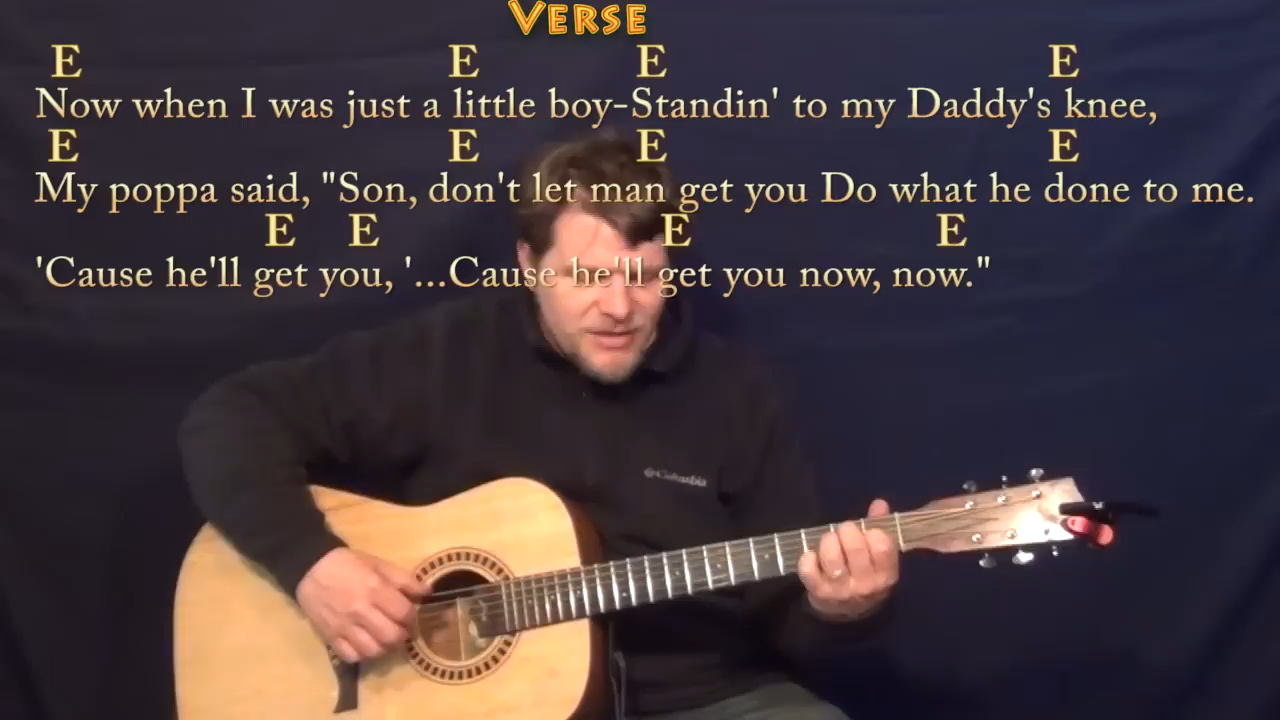 VERSE
E E E E
Now when I was just a little boy-Standin' to my Daddy's knee,
E E E E
My poppa said, "Son, don't let man get you Do what he done to me.
E E E E
'Cause he'll get you, '...Cause he'll get you now, now."
Columbia